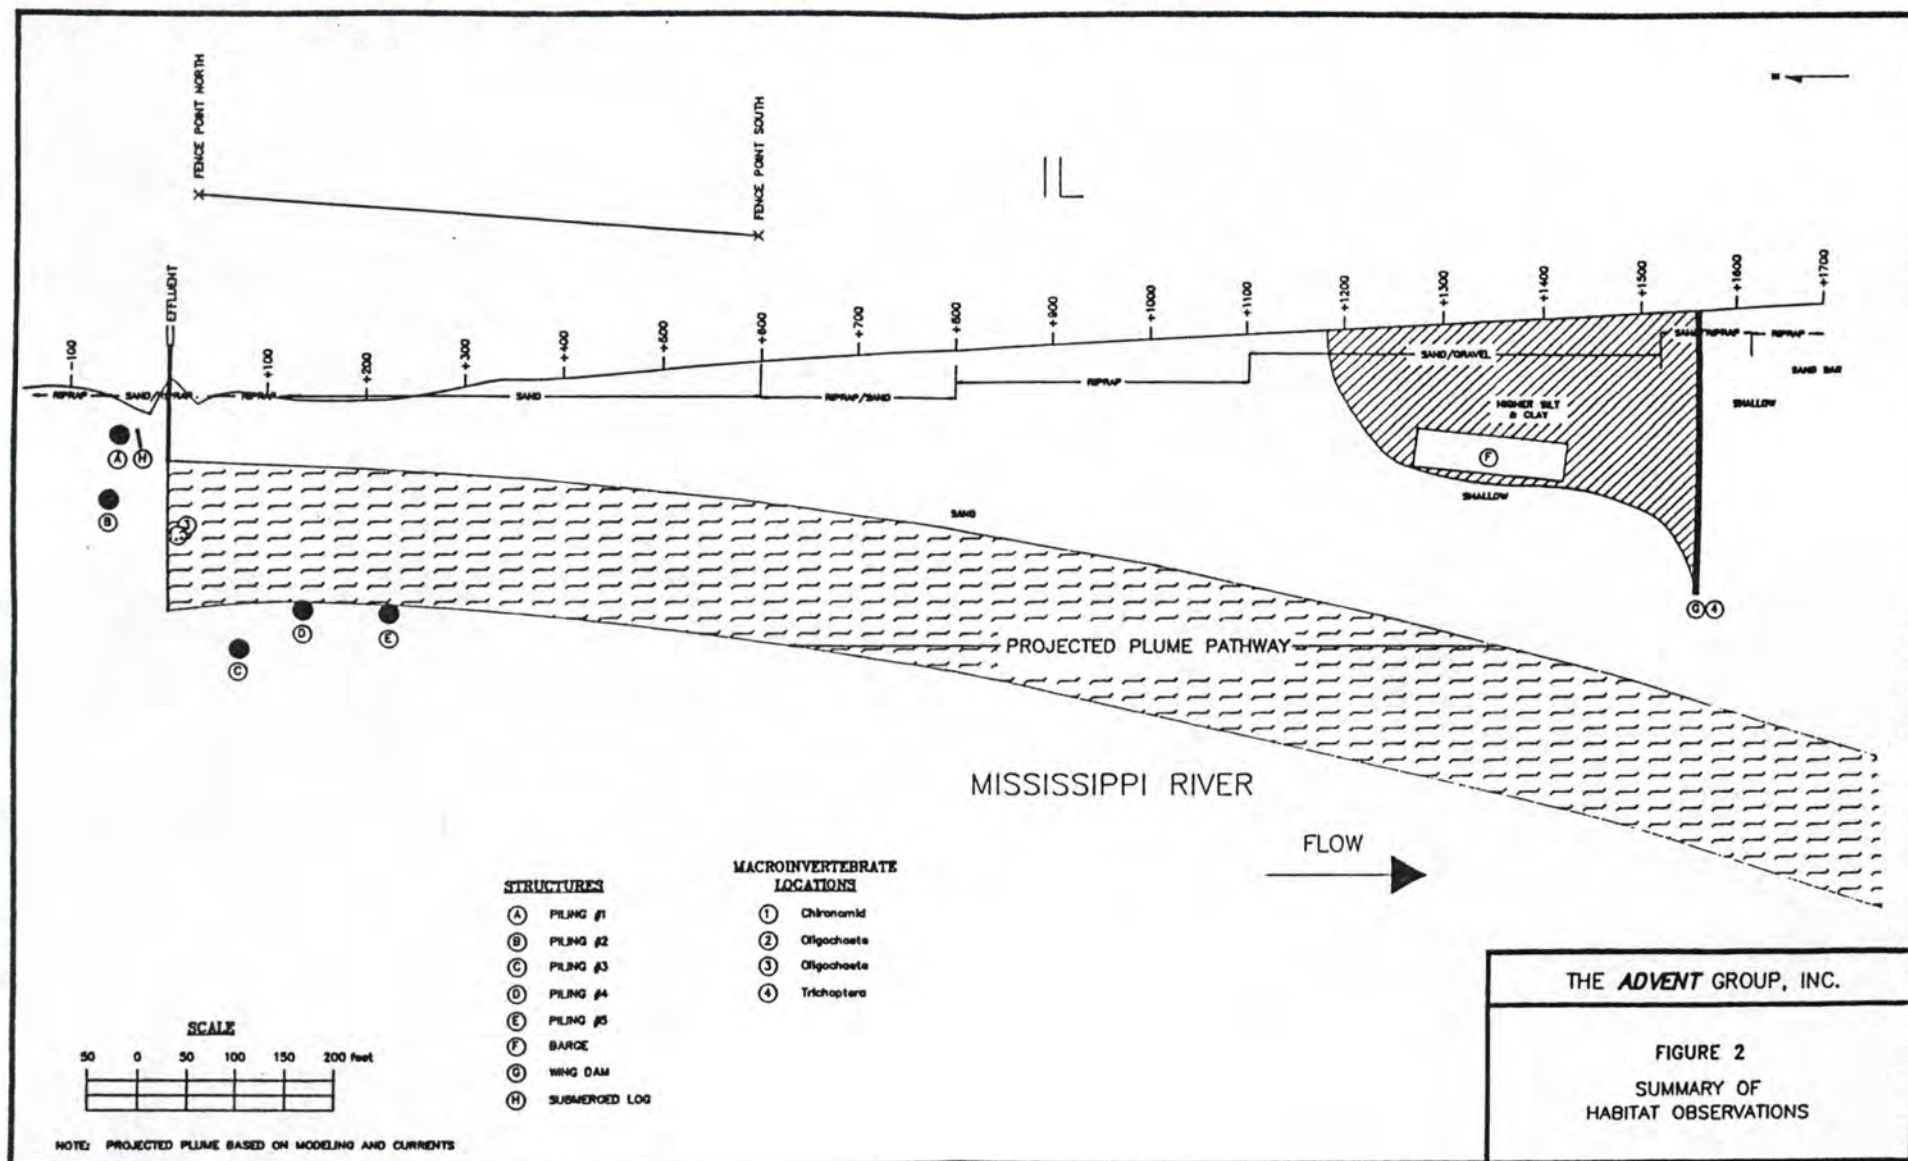 FENCE POINT NORTH
FENCE POINT SOUTH
IL
EFFLUENT
-100
+100
+200
+300
+400
+500
+600
+700
+800
+900
+1000
+1100
+1200
+1300
+1400
+1500
+1600
+1700
RIPRAP
SAND/RIPRAP
RIPRAP
SAND
RIPRAP/SAND
RIPRAP
SAND/GRAVEL
SAND/RIPRAP
RIPRAP
SAND BAR
SHALLOW
HIGHER SILT
& CLAY
F
SHALLOW
SAND
A
H
B
3
C
D
E
G 4
PROJECTED PLUME PATHWAY
MISSISSIPPI RIVER
FLOW
STRUCTURES
A PILING #1
B PILING #2
C PILING #3
D PILING #4
E PILING #5
F BARGE
G WING DAM
H SUBMERGED LOG
MACROINVERTEBRATE
LOCATIONS
1 Chironomid
2 Oligochaete
3 Oligochaete
4 Trichoptera
SCALE
50 0 50 100 150 200 feet
NOTE: PROJECTED PLUME BASED ON MODELING AND CURRENTS
THE ADVENT GROUP, INC.
FIGURE 2
SUMMARY OF
HABITAT OBSERVATIONS